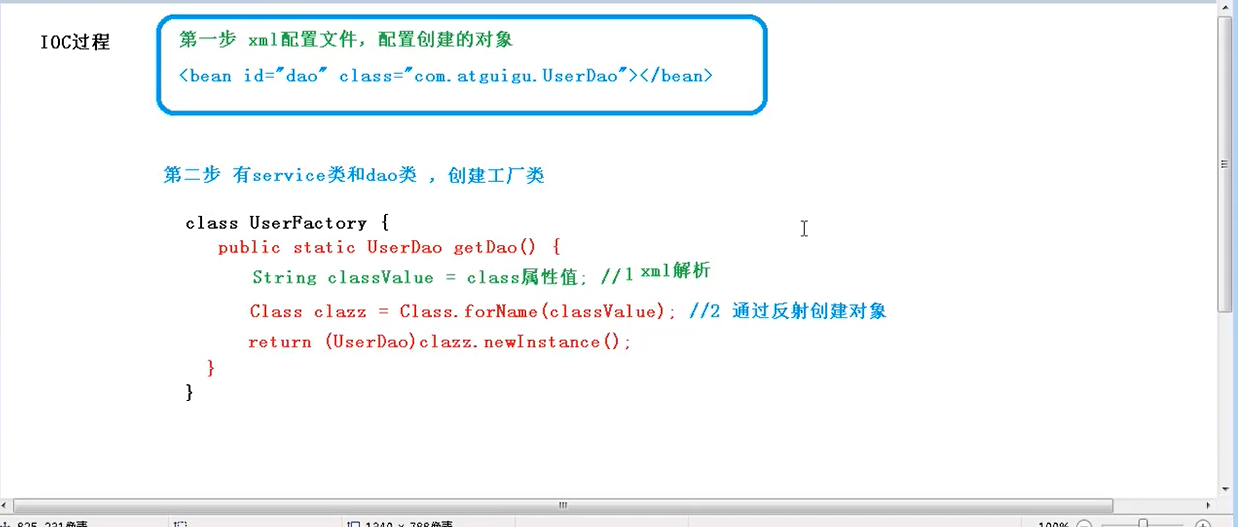 IOC过程
第一步 xml配置文件，配置创建的对象
<bean id="dao" class="com.atguigu.UserDao"></bean>
第二步 有service类和dao类 ，创建工厂类
class UserFactory {
public static UserDao getDao() {
String classValue = class属性值; //1 xml解析
Class clazz = Class.forName(classValue); //2 通过反射创建对象
return (UserDao)clazz.newInstance();
}
}
825, 231像素
1340 × 788像素
100%